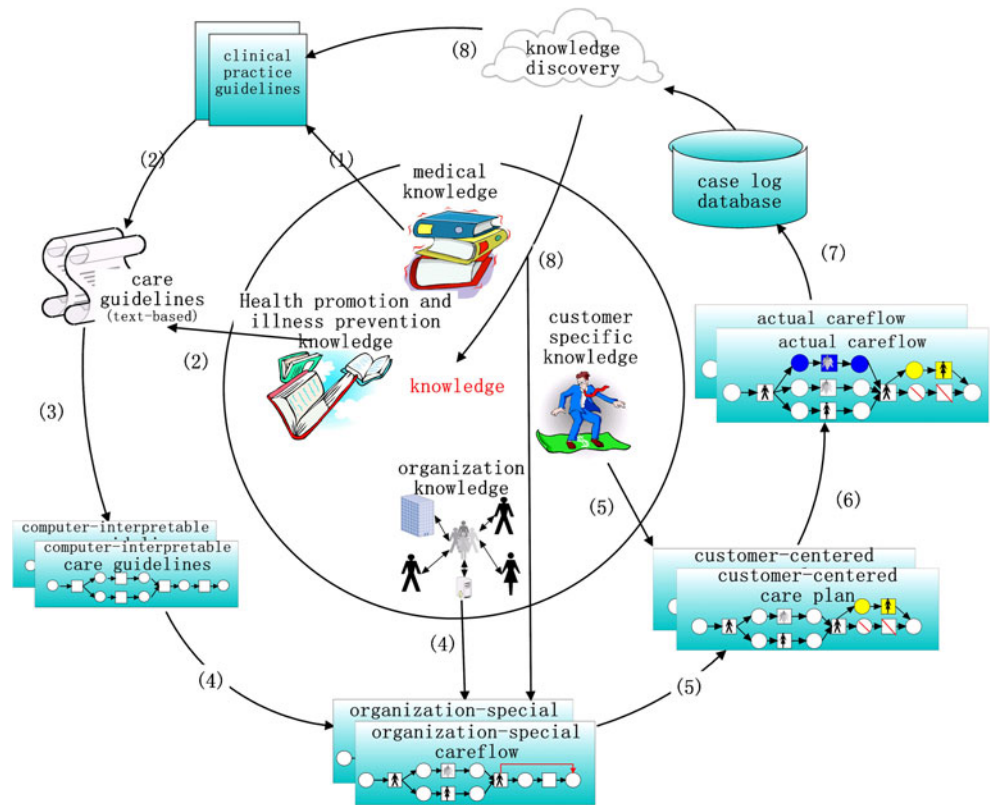 (8)
knowledge
discovery
clinical
practice
guidelines
(2)
(1)
medical
knowledge
case log
database
(8)
(7)
care
guidelines
(text-based)
Health promotion and
illness prevention
knowledge
customer
specific
knowledge
actual careflow
actual careflow
(2)
knowledge
(3)
organization
knowledge
(5)
(6)
computer-interpretable
computer-interpretable
care guidelines
customer-centered
customer-centered
care plan
(4)
(4)
(5)
organization-special
organization-special
careflow